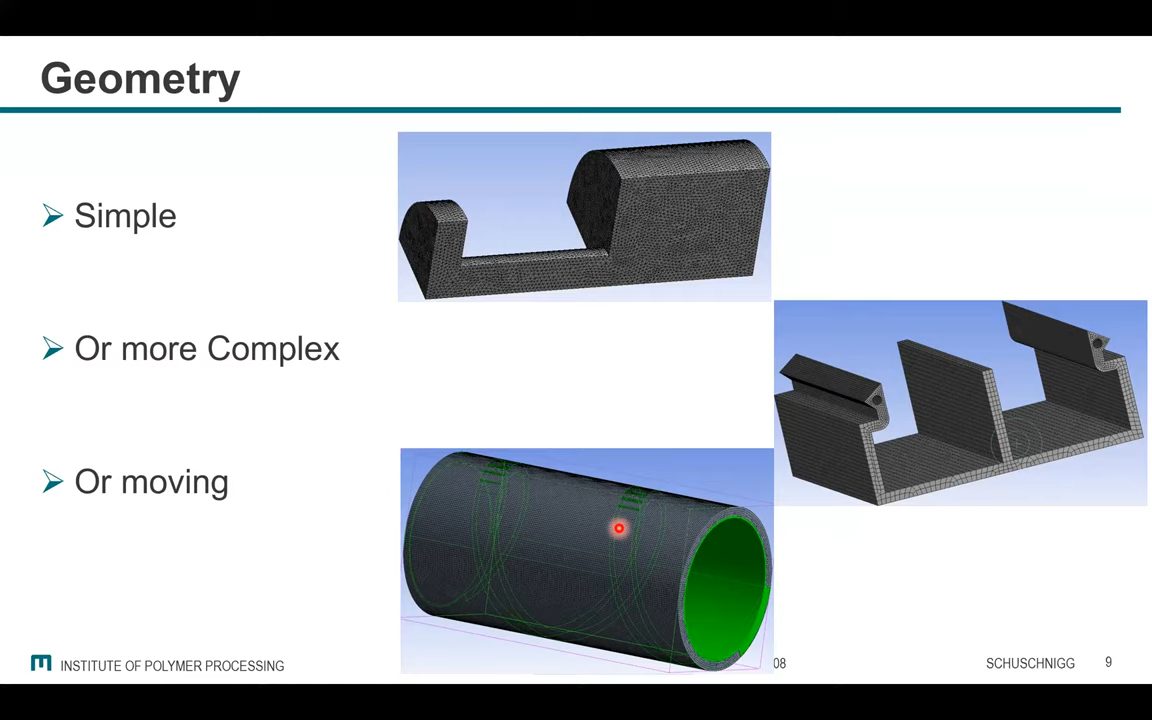 Geometry
Simple
Or more Complex
Or moving
INSTITUTE OF POLYMER PROCESSING
08
SCHUSCHNIGG
9